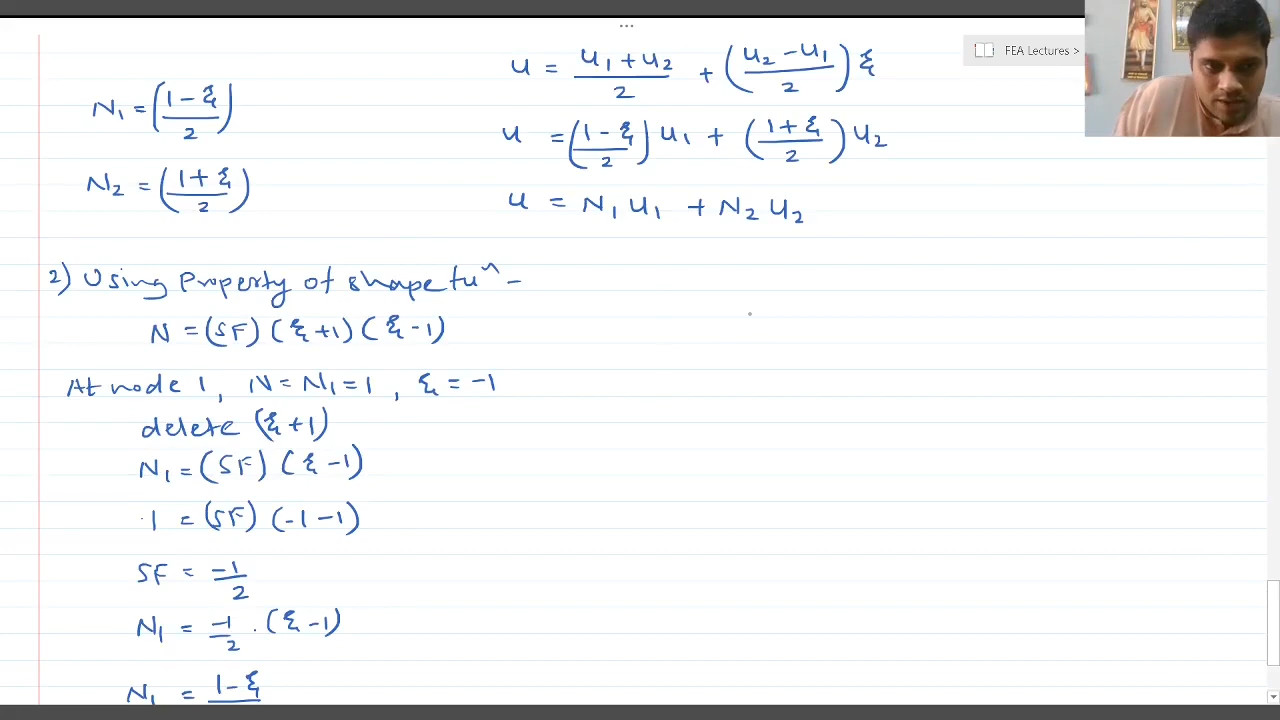 FEA Lectures >
N₁ = (1 - ξ / 2)
N₂ = (1 + ξ / 2)
u = u₁ + u₂ / 2 + (u₂ - u₁ / 2) ξ
u = (1 - ξ / 2) u₁ + (1 + ξ / 2) u₂
u = N₁ u₁ + N₂ u₂
2) Using Property of shape fuⁿ -
N = (SF) (ξ + 1) (ξ - 1)
At node 1, N = N₁ = 1, ξ = -1
delete (ξ + 1)
N₁ = (SF) (ξ - 1)
1 = (SF) (-1 - 1)
SF = -1 / 2
N₁ = -1 / 2 . (ξ - 1)
N₁ = 1 - ξ